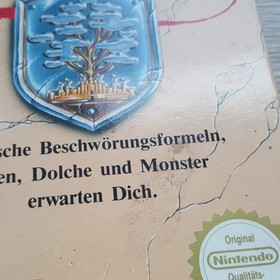 sche Beschwörungsformeln,
en, Dolche und Monster
erwarten Dich.
Original
Nintendo
Qualitäts-